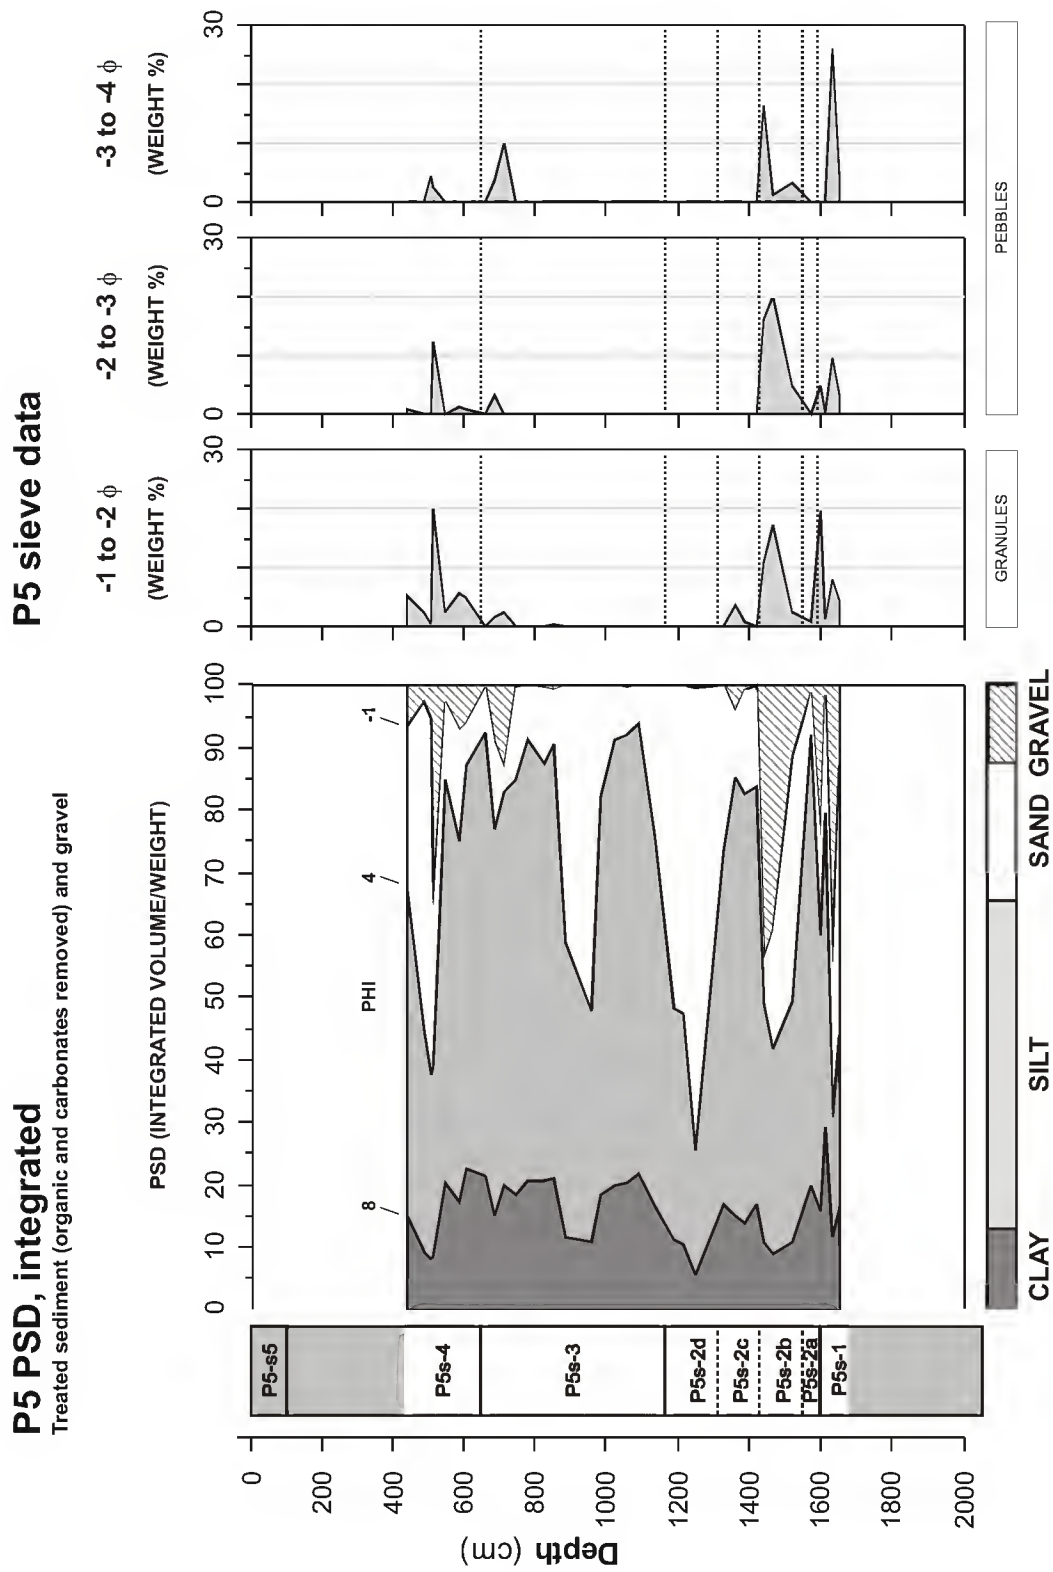 P5 PSD, integrated
Treated sediment (organic and carbonates removed) and gravel
P5 sieve data
PSD (INTEGRATED VOLUME/WEIGHT)
-1 to -2 ϕ
(WEIGHT %)
-2 to -3 ϕ
(WEIGHT %)
-3 to -4 ϕ
(WEIGHT %)
0 10 20 30 40 50 60 70 80 90 100
0 30
0 30
0 30
8 PHI 4 -1
Depth (cm)
0
200
400
600
800
1000
1200
1400
1600
2000
P5-s5
P5s-4
P5s-3
P5s-2d
P5s-2c
P5s-2b
P5s-2a
P5s-1
CLAY SILT SAND GRAVEL
GRANULES
PEBBLES